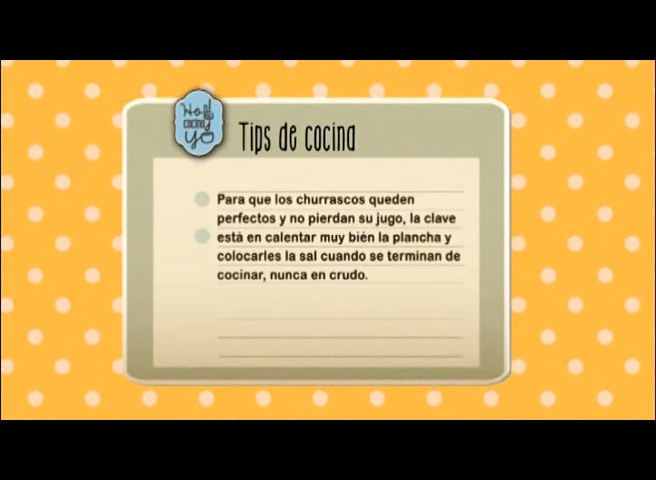 Hoy
cocino
yo
Tips de cocina
Para que los churrascos queden
perfectos y no pierdan su jugo, la clave
está en calentar muy bién la plancha y
colocarles la sal cuando se terminan de
cocinar, nunca en crudo.